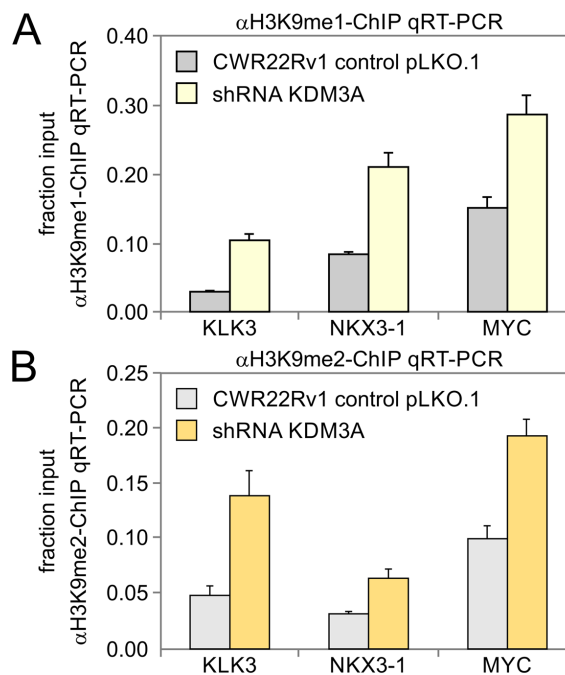 A
αH3K9me1-ChIP qRT-PCR
fraction input
αH3K9me1-ChIP qRT-PCR
0.40
0.30
0.20
0.10
0.00
CWR22Rv1 control pLKO.1
shRNA KDM3A
KLK3 NKX3-1 MYC
B
αH3K9me2-ChIP qRT-PCR
fraction input
αH3K9me2-ChIP qRT-PCR
0.25
0.20
0.15
0.10
0.05
0.00
CWR22Rv1 control pLKO.1
shRNA KDM3A
KLK3 NKX3-1 MYC